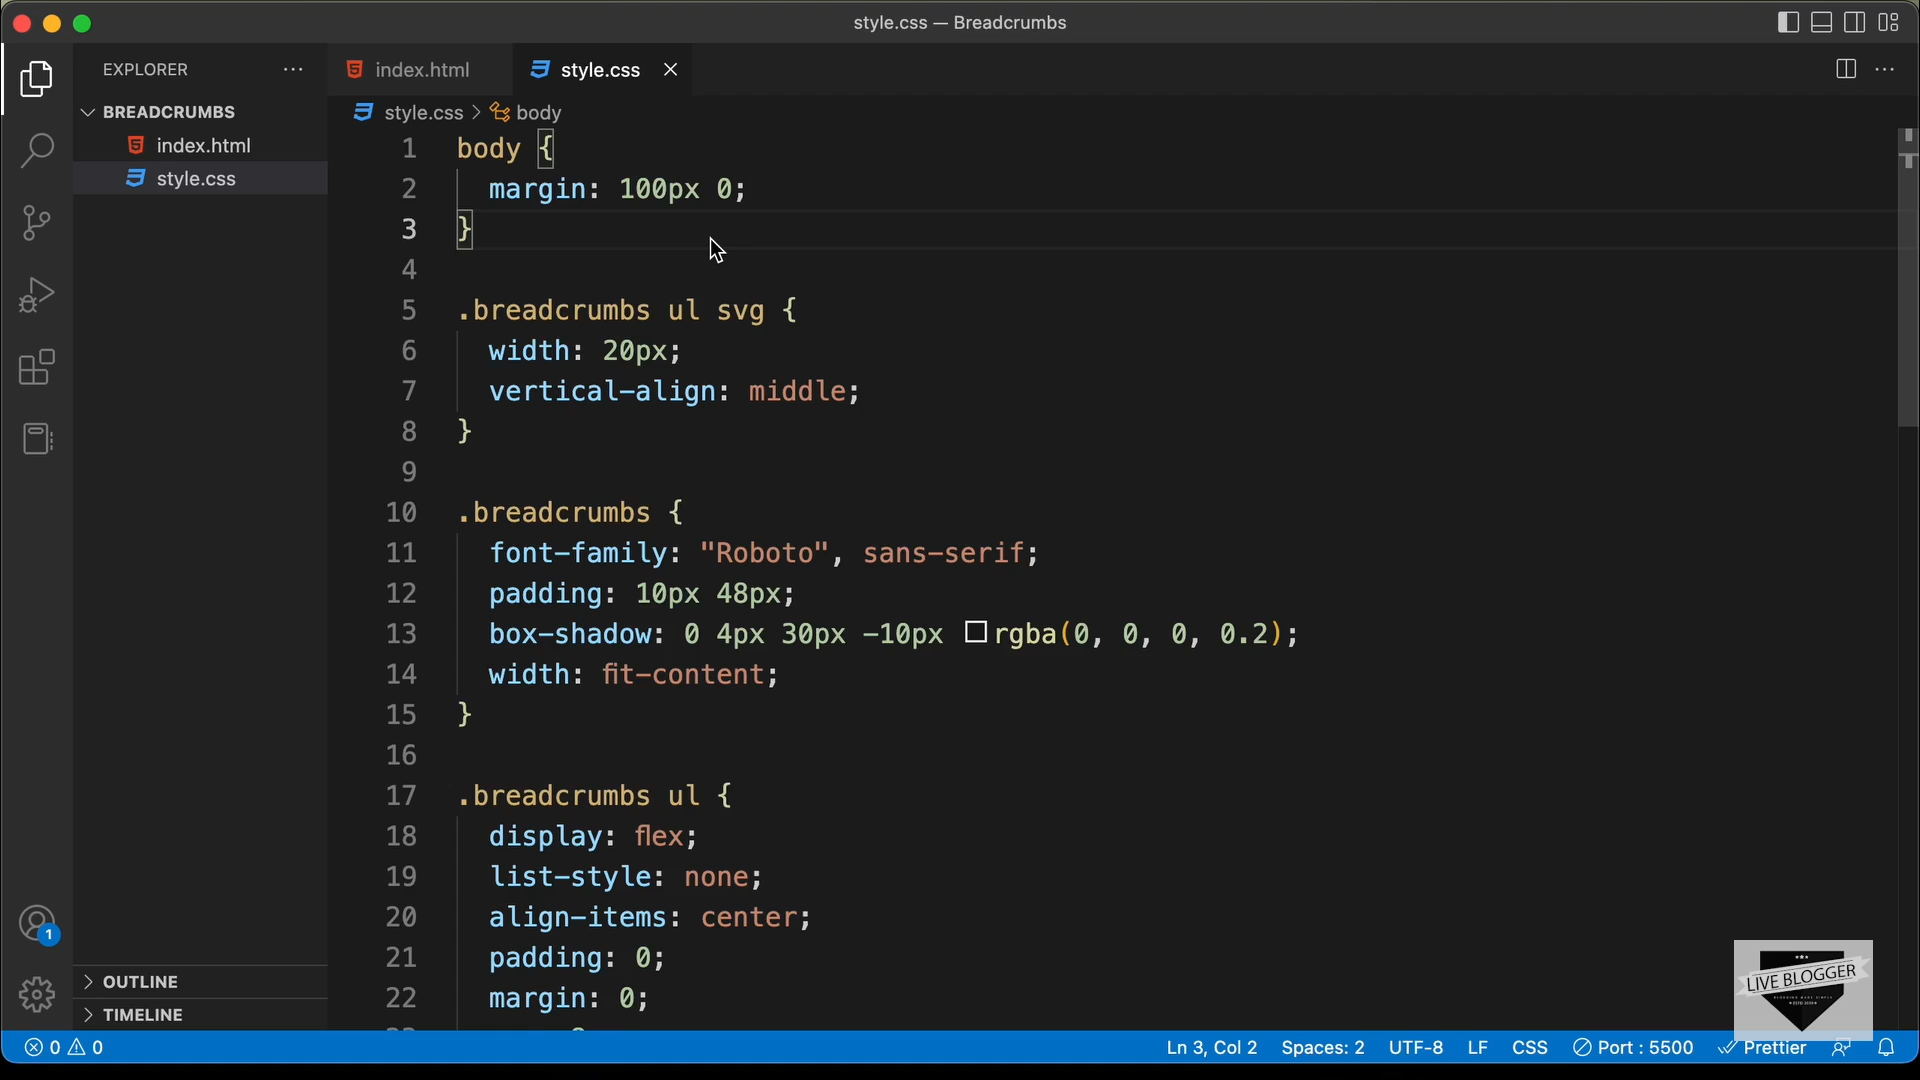 style.css — Breadcrumbs
EXPLORER
BREADCRUMBS
index.html
style.css
OUTLINE
TIMELINE
index.html
style.css
style.css > body
1 body {
2 margin: 100px 0;
3 }
4
5 .breadcrumbs ul svg {
6 width: 20px;
7 vertical-align: middle;
8 }
9
10 .breadcrumbs {
11 font-family: "Roboto", sans-serif;
12 padding: 10px 48px;
13 box-shadow: 0 4px 30px -10px rgba(0, 0, 0, 0.2);
14 width: fit-content;
15 }
16
17 .breadcrumbs ul {
18 display: flex;
19 list-style: none;
20 align-items: center;
21 padding: 0;
22 margin: 0;
1
LIVE BLOGGER
0 0
Ln 3, Col 2 Spaces: 2 UTF-8 LF CSS Port : 5500 Prettier